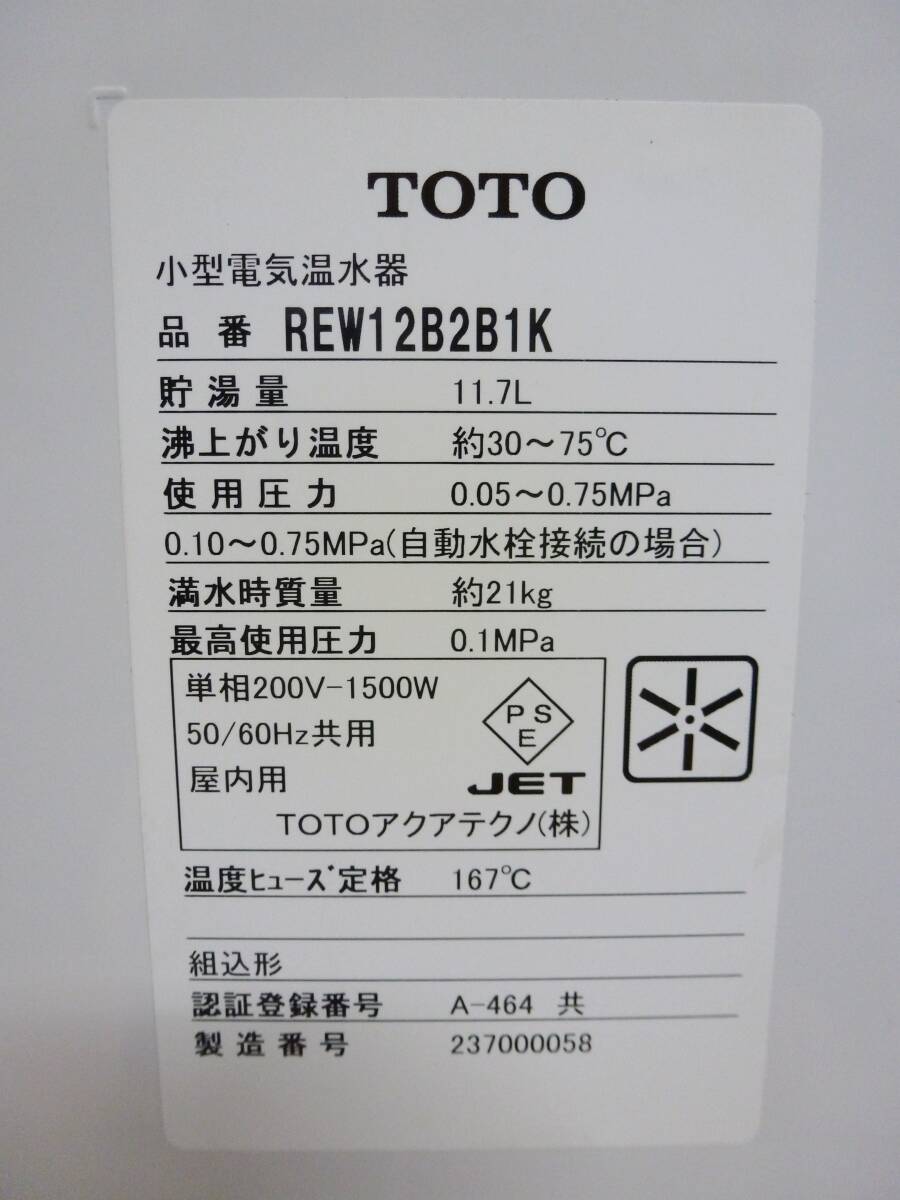 TOTO
小型電気温水器
品番 REW12B2B1K
貯湯量 11.7L
沸上がり温度 約30～75℃
使用圧力 0.05～0.75MPa
0.10～0.75MPa(自動水栓接続の場合)
満水時質量 約21kg
最高使用圧力 0.1MPa
単相200V-1500W
50/60Hz共用
屋内用
PSE
JET
TOTOアクアテクノ(株)
温度ヒューズ定格 167℃
組込形
認証登録番号 A-464 共
製造番号 237000058